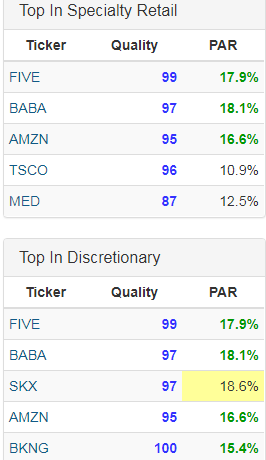 Top In Specialty Retail
Ticker Quality PAR
FIVE 99 17.9%
BABA 97 18.1%
AMZN 95 16.6%
TSCO 96 10.9%
MED 87 12.5%
Top In Discretionary
Ticker Quality PAR
FIVE 99 17.9%
BABA 97 18.1%
SKX 97 18.6%
AMZN 95 16.6%
BKNG 100 15.4%